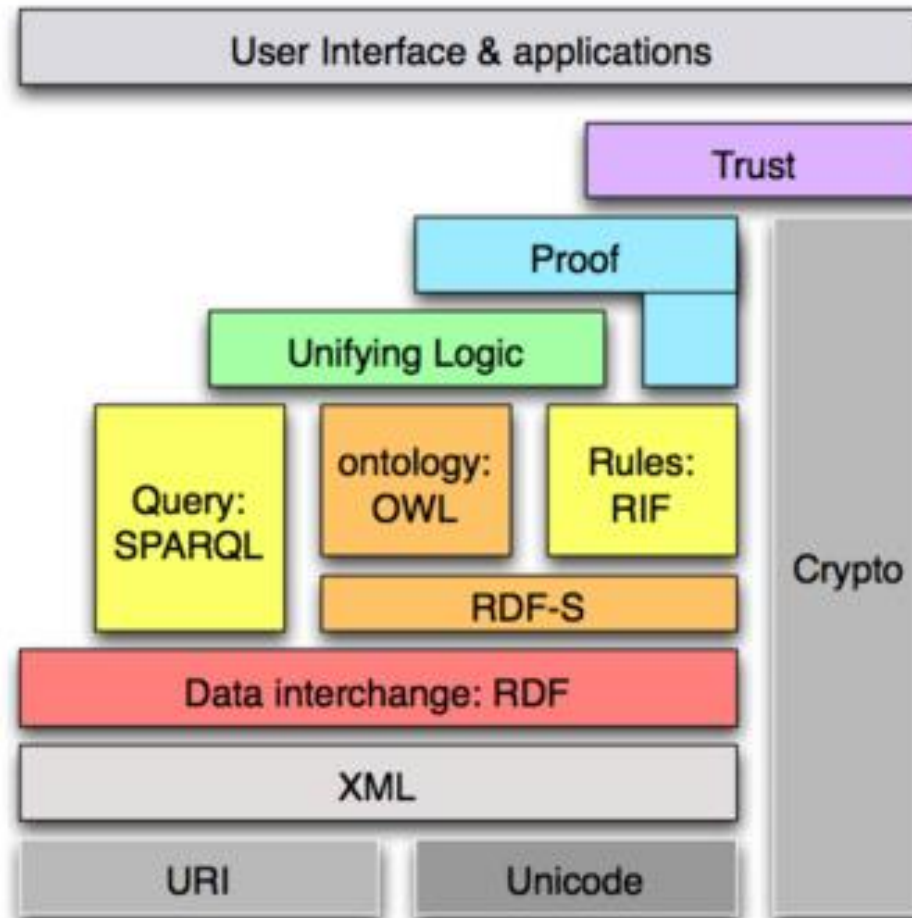 User Interface & applications
Trust
Proof
Unifying Logic
Query:
SPARQL
ontology:
OWL
Rules:
RIF
Crypto
RDF-S
Data interchange: RDF
XML
URI
Unicode